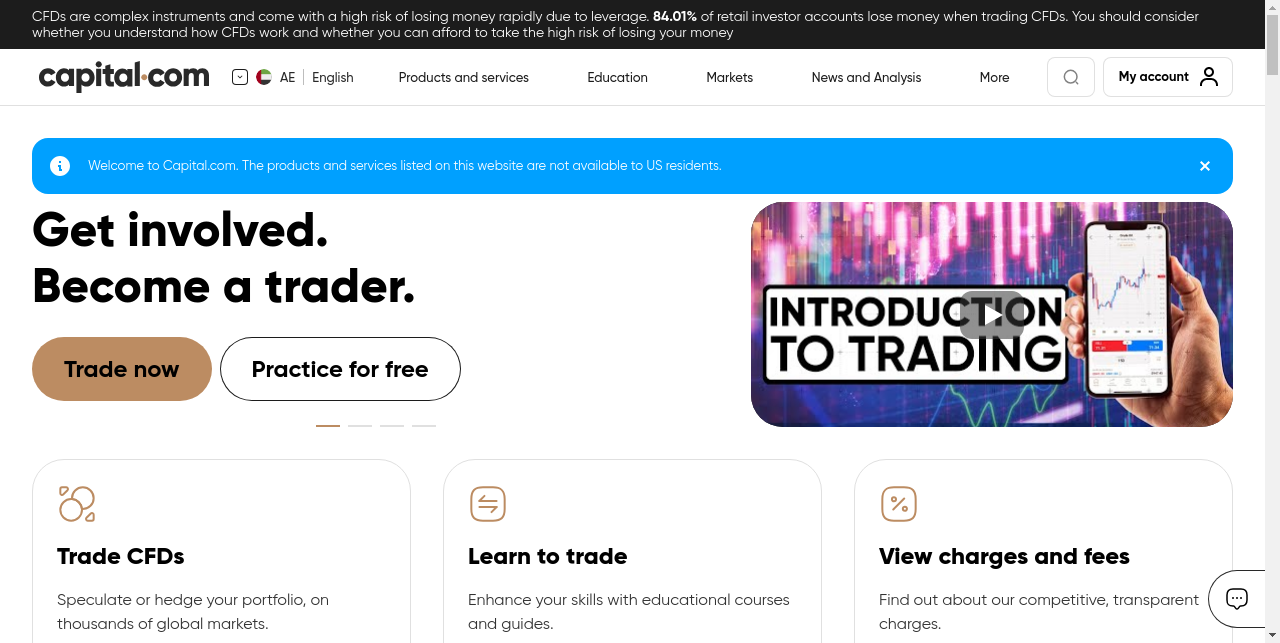 CFDs are complex instruments and come with a high risk of losing money rapidly due to leverage. 84.01% of retail investor accounts lose money when trading CFDs. You should consider
whether you understand how CFDs work and whether you can afford to take the high risk of losing your money
capital.com AE English Products and services Education Markets News and Analysis More My account
Welcome to Capital.com. The products and services listed on this website are not available to US residents.
Get involved.
Become a trader.
Trade now Practice for free
INTRODUCTION
TO TRADING
Trade CFDs
Speculate or hedge your portfolio, on
thousands of global markets.
Learn to trade
Enhance your skills with educational courses
and guides.
View charges and fees
Find out about our competitive, transparent
charges.